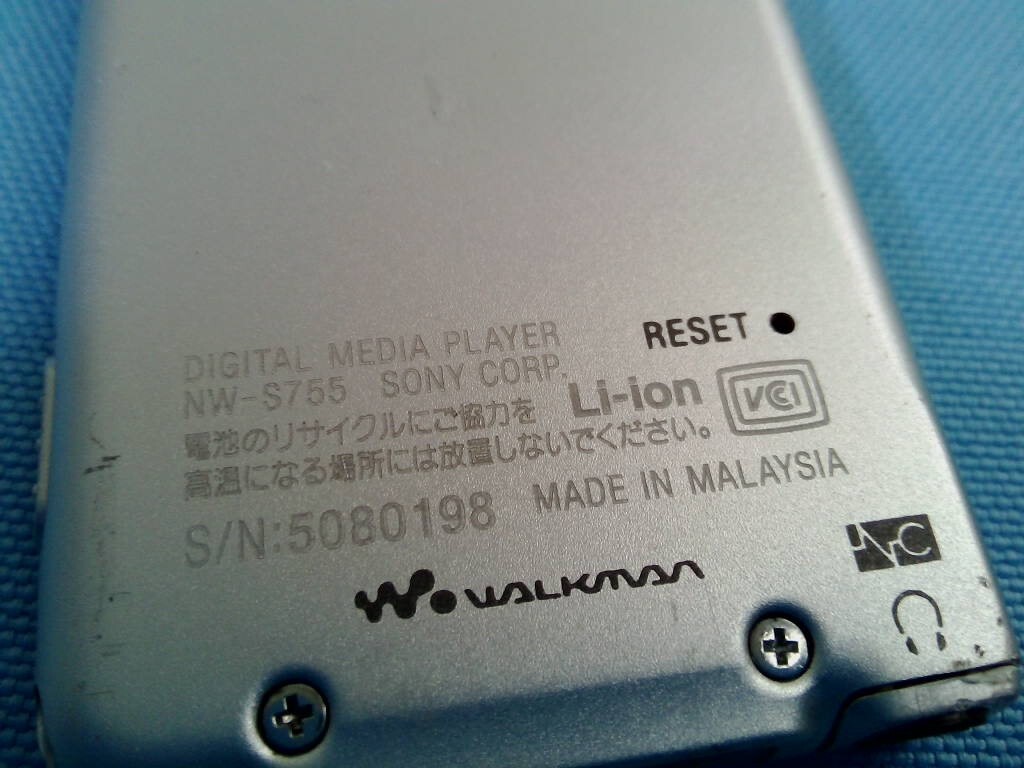 RESET
DIGITAL MEDIA PLAYER
NW-S755 SONY CORP.
Li-ion VCCI
電池のリサイクルにご協力を
高温になる場所には放置しないでください。
S/N:5080198 MADE IN MALAYSIA
NC
WALKMAN